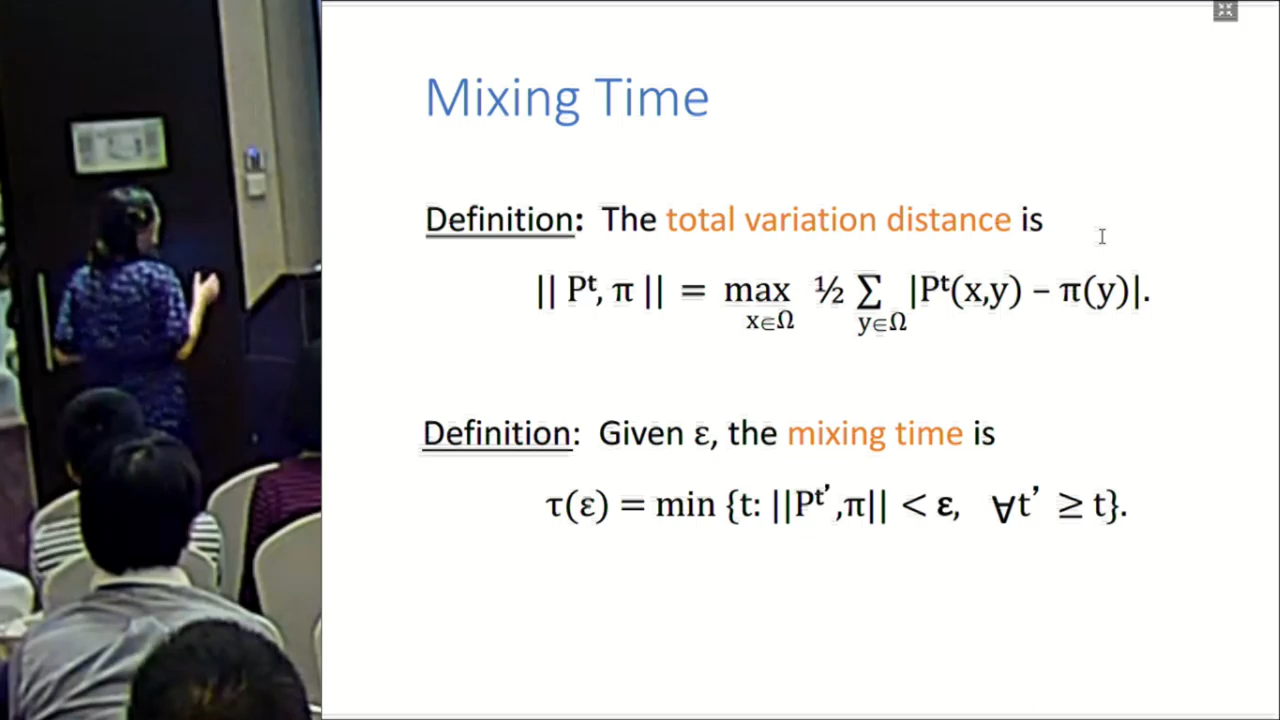 Mixing Time
Definition: The total variation distance is
|| Pᵗ, π || = max ½ ∑ |Pᵗ(x,y) – π(y)|.
x∈Ω y∈Ω
Definition: Given ε, the mixing time is
τ(ε) = min {t: ||Pᵗ’,π|| < ε, ∀t’ ≥ t}.